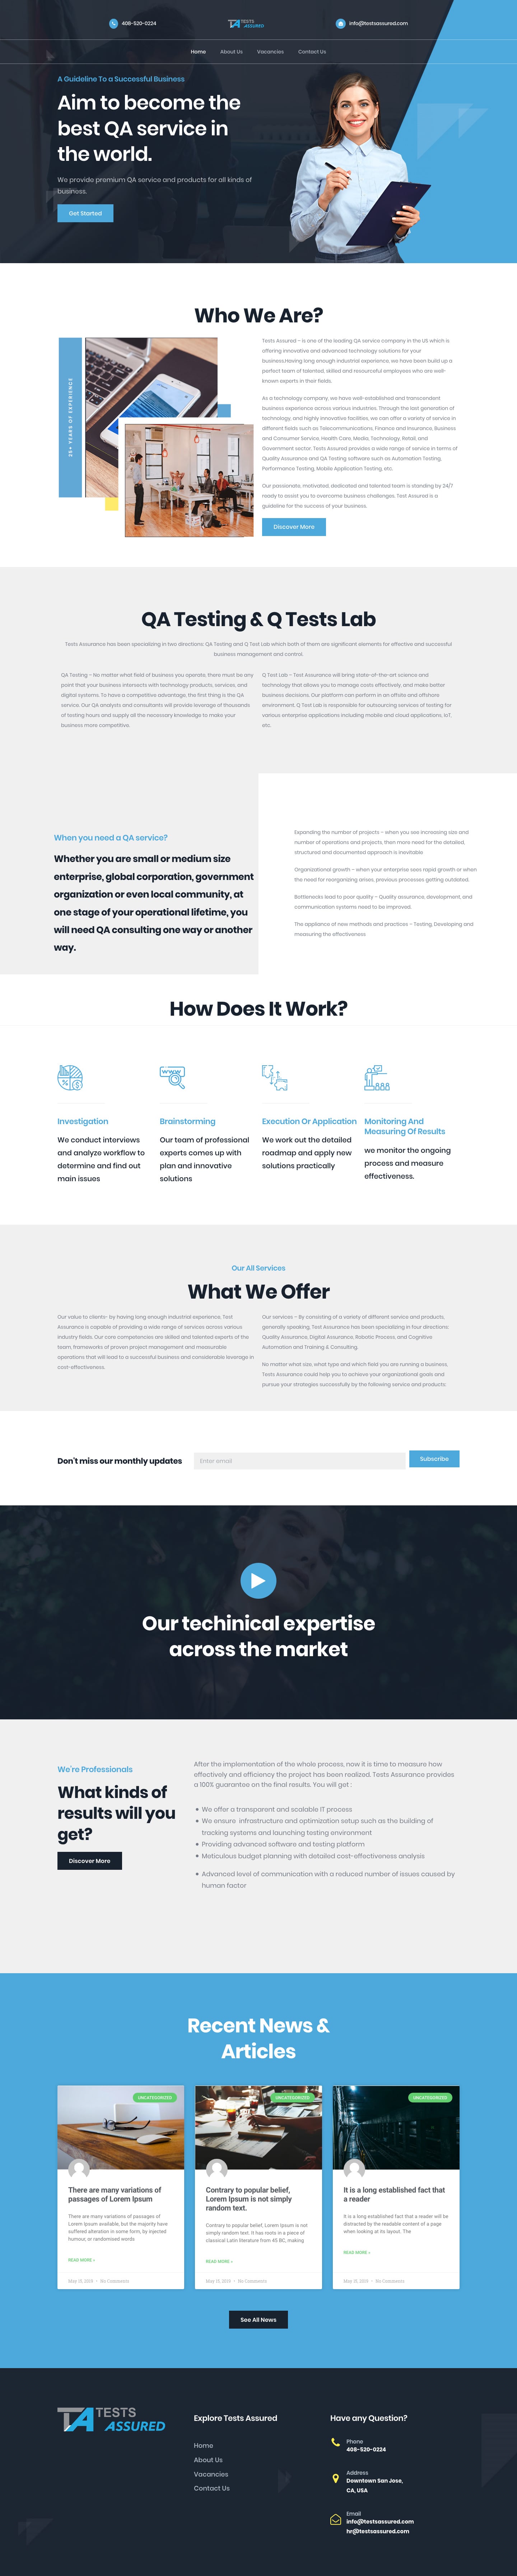 408-520-0224
TESTS
TA ASSURED
info@testsassured.com
Home
About Us
Vacancies
Contact Us
A Guideline To a Successful Business
Aim to become the
best QA service in
the world.
We provide premium QA service and products for all kinds of
business.
Get Started
Who We Are?
25+ YEARS OF EXPERIENCE
Tests Assured – is one of the leading QA service company in the US which is
offering innovative and advanced technology solutions for your
business.Having long enough industrial experience, we have been build up a
perfect team of talented, skilled and resourceful employees who are well-
known experts in their fields.
As a technology company, we have well-established and transcendent
business experience across various industries. Through the last generation of
technology, and highly innovative facilities, we can offer a variety of service in
different fields such as Telecommunications, Finance and Insurance, Business
and Consumer Service, Health Care, Media, Technology, Retail, and
Government sector. Tests Assured provides a wide range of service in terms of
Quality Assurance and QA Testing software such as Automation Testing,
Performance Testing, Mobile Application Testing, etc.
Our passionate, motivated, dedicated and talented team is standing by 24/7
ready to assist you to overcome business challenges. Test Assured is a
guideline for the success of your business.
Discover More
QA Testing & Q Tests Lab
Tests Assurance has been specializing in two directions: QA Testing and Q Test Lab which both of them are significant elements for effective and successful
business management and control.
QA Testing – No matter what field of business you operate, there must be any
point that your business intersects with technology products, services, and
digital systems. To have a competitive advantage, the first thing is the QA
service. Our QA analysts and consultants will provide leverage of thousands
of testing hours and supply all the necessary knowledge to make your
business more competitive.
Q Test Lab – Test Assurance will bring state-of-the-art science and
technology that allows you to manage costs effectively, and make better
business decisions. Our platform can perform in an offsite and offshore
environment. Q Test Lab is responsible for outsourcing services of testing for
various enterprise applications including mobile and cloud applications, IoT,
etc.
When you need a QA service?
Whether you are small or medium size
enterprise, global corporation, government
organization or even local community, at
one stage of your operational lifetime, you
will need QA consulting one way or another
way.
Expanding the number of projects – when you see increasing size and
number of operations and projects, then more need for the detailed,
structured and documented approach is inevitable
Organizational growth – when your enterprise sees rapid growth or when
the need for reorganizing arises, previous processes getting outdated.
Bottlenecks lead to poor quality – Quality assurance, development, and
communication systems need to be improved.
The appliance of new methods and practices – Testing, Developing and
measuring the effectiveness
How Does It Work?
WWW
Investigation
We conduct interviews
and analyze workflow to
determine and find out
main issues
Brainstorming
Our team of professional
experts comes up with
plan and innovative
solutions
Execution Or Application
We work out the detailed
roadmap and apply new
solutions practically
Monitoring And
Measuring Of Results
we monitor the ongoing
process and measure
effectiveness.
Our All Services
What We Offer
Our value to clients- by having long enough industrial experience, Test
Assurance is capable of providing a wide range of services across various
industry fields. Our core competencies are skilled and talented experts of the
team, frameworks of proven project management and measurable
operations that will lead to a successful business and considerable leverage in
cost-effectiveness.
Our services – By consisting of a variety of different service and products,
generally speaking, Test Assurance has been specializing in four directions:
Quality Assurance, Digital Assurance, Robotic Process, and Cognitive
Automation and Training & Consulting.
No matter what size, what type and which field you are running a business.
Tests Assurance could help you to achieve your organizational goals and
pursue your strategies successfully by the following service and products:
Don't miss our monthly updates
Enter email
Subscribe
Our techinical expertise
across the market
We're Professionals
What kinds of
results will you
get?
Discover More
After the implementation of the whole process, now it is time to measure how
effectively and efficiency the project has been realized. Tests Assurance provides
a 100% guarantee on the final results. You will get :
We offer a transparent and scalable IT process
We ensure infrastructure and optimization setup such as the building of
tracking systems and launching testing environment
Providing advanced software and testing platform
Meticulous budget planning with detailed cost-effectiveness analysis
Advanced level of communication with a reduced number of issues caused by
human factor
Recent News &
Articles
UNCATEGORIZED
There are many variations of
passages of Lorem Ipsum
There are many variations of passages of
Lorem Ipsum available, but the majority have
suffered alteration in some form, by injected
humour, or randomised words
READ MORE »
May 15, 2019 • No Comments
UNCATEGORIZED
Contrary to popular belief,
Lorem Ipsum is not simply
random text.
Contrary to popular belief, Lorem Ipsum is not
simply random text. It has roots in a piece of
classical Latin literature from 45 BC, making
READ MORE »
May 15, 2019 • No Comments
UNCATEGORIZED
It is a long established fact that
a reader
It is a long established fact that a reader will be
distracted by the readable content of a page
when looking at its layout. The
READ MORE »
May 15, 2019 • No Comments
See All News
TESTS
TA ASSURED
Explore Tests Assured
Home
About Us
Vacancies
Contact Us
Have any Question?
Phone
408-520-0224
Address
Downtown San Jose,
CA, USA
Email
info@testsassured.com
hr@testsassured.com